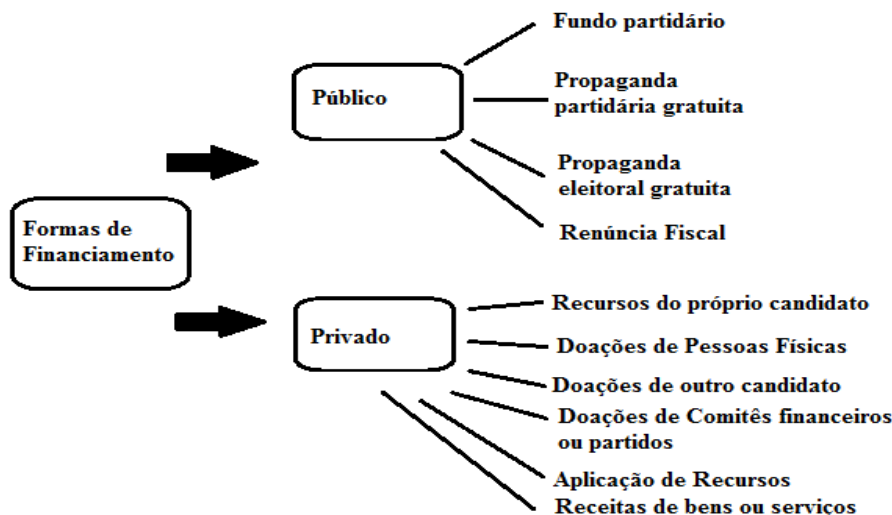 Formas de
Financiamento
Público
Fundo partidário
Propaganda
partidária gratuita
Propaganda
eleitoral gratuita
Renúncia Fiscal
Privado
Recursos do próprio candidato
Doações de Pessoas Físicas
Doações de outro candidato
Doações de Comitês financeiros
ou partidos
Aplicação de Recursos
Receitas de bens ou serviços